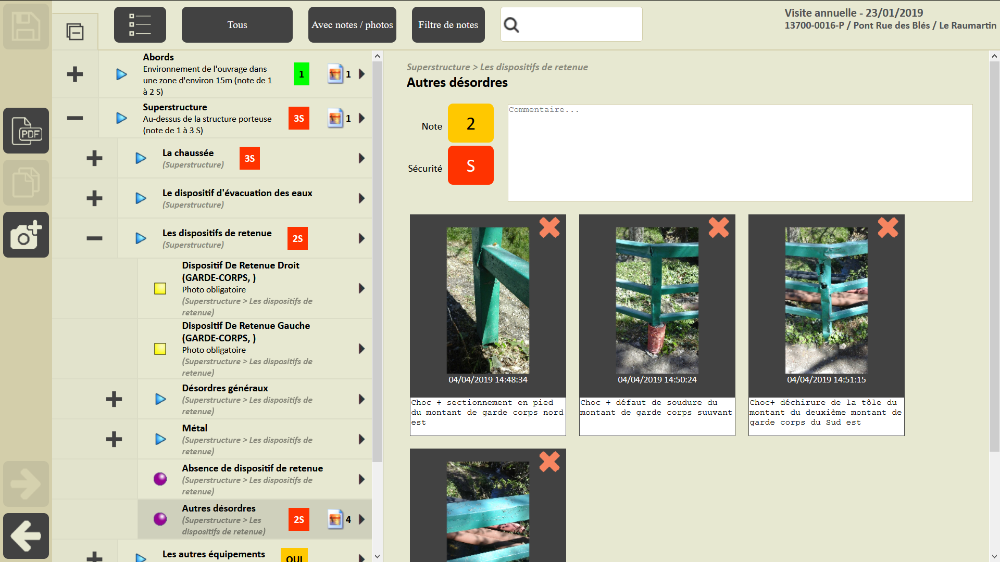 Tous
Avec notes / photos
Filtre de notes
Visite annuelle - 23/01/2019
13700-0016-P / Pont Rue des Blés / Le Raumartin
PDF
Abords
Environnement de l'ouvrage dans
une zone d'environ 15m (note de 1
à 2 S)
1
1
Superstructure
Au-dessus de la structure porteuse
(note de 1 à 3 S)
3S
1
La chaussée
(Superstructure)
3S
Le dispositif d'évacuation des eaux
(Superstructure)
Les dispositifs de retenue
(Superstructure)
2S
Dispositif De Retenue Droit
(GARDE-CORPS, )
Photo obligatoire
(Superstructure > Les dispositifs de
retenue)
Dispositif De Retenue Gauche
(GARDE-CORPS, )
Photo obligatoire
(Superstructure > Les dispositifs de
retenue)
Désordres généraux
(Superstructure > Les dispositifs de
retenue)
Métal
(Superstructure > Les dispositifs de
retenue)
Absence de dispositif de retenue
(Superstructure > Les dispositifs de
retenue)
Autres désordres
(Superstructure > Les
dispositifs de retenue)
2S
4
Les autres équipements
OUI
Superstructure > Les dispositifs de retenue
Autres désordres
Note
2
Sécurité
S
Commentaire...
04/04/2019 14:48:34
Choc + sectionnement en pied
du montant de garde corps nord
est
04/04/2019 14:50:24
Choc + défaut de soudure du
montant de garde corps suuvant
04/04/2019 14:51:15
Choc+ déchirure de la tôle du
montant du deuxième montant de
garde corps du Sud est